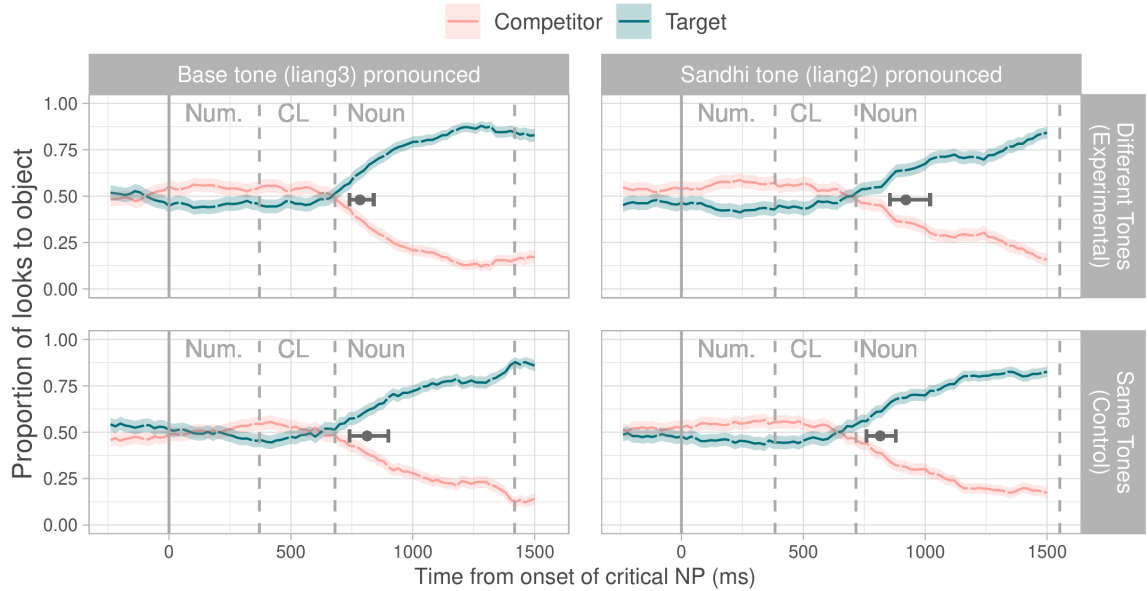 Competitor Target
Base tone (liang3) pronounced
Sandhi tone (liang2) pronounced
Proportion of looks to object
1.00
0.75
0.50
0.25
0.00
Num. CL Noun
Num. CL Noun
Different Tones
(Experimental)
1.00
0.75
0.50
0.25
0.00
Num. CL Noun
Num. CL Noun
Same Tones
(Control)
0 500 1000 1500
0 500 1000 1500
Time from onset of critical NP (ms)